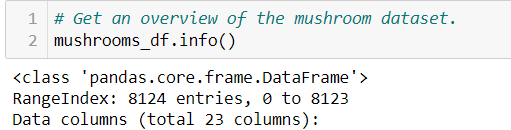 1 # Get an overview of the mushroom dataset.
2 mushrooms_df.info()
<class 'pandas.core.frame.DataFrame'>
RangeIndex: 8124 entries, 0 to 8123
Data columns (total 23 columns):